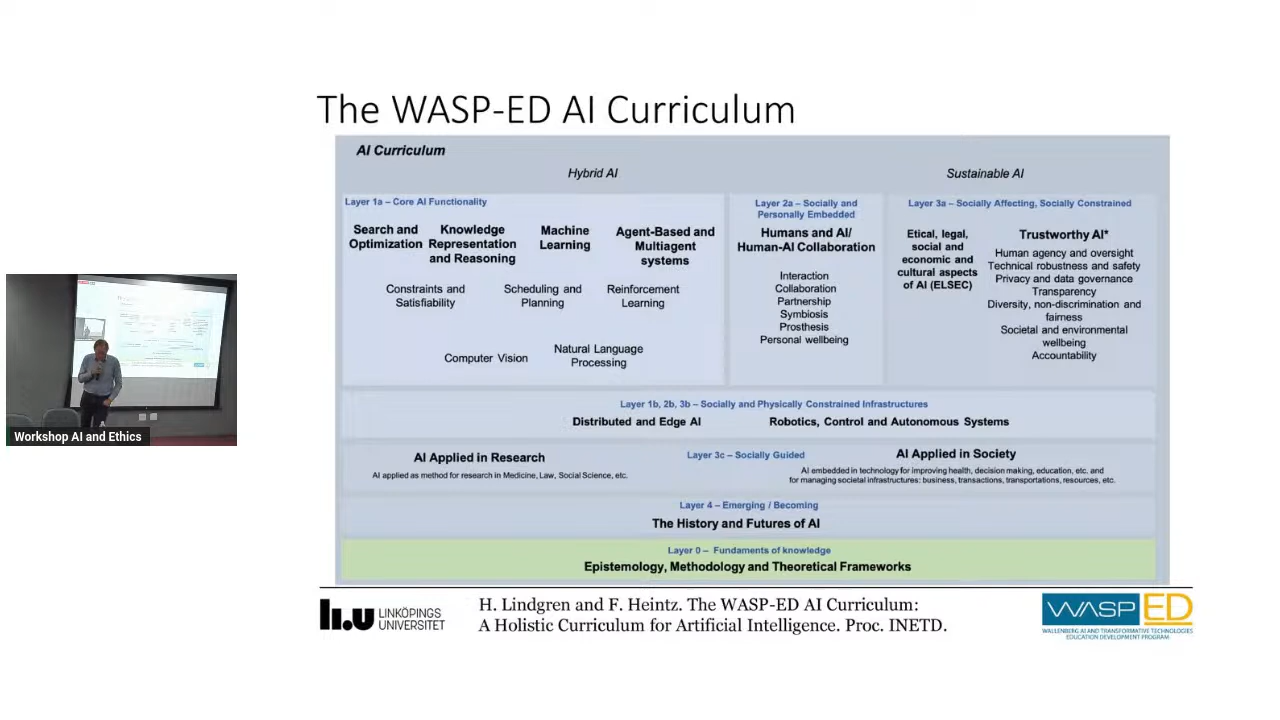 The WASP-ED AI Curriculum
AI Curriculum
Hybrid AI
Sustainable AI
Layer 1a – Core AI Functionality
Search and
Optimization
Knowledge
Representation
and Reasoning
Machine
Learning
Agent-Based and
Multiagent
systems
Constraints and
Satisfiability
Scheduling and
Planning
Reinforcement
Learning
Computer Vision
Natural Language
Processing
Layer 2a – Socially and
Personally Embedded
Humans and AI/
Human-AI Collaboration
Interaction
Collaboration
Partnership
Symbiosis
Prosthesis
Personal wellbeing
Layer 3a – Socially Affecting, Socially Constrained
Etical, legal,
social and
economic and
cultural aspects
of AI (ELSEC)
Trustworthy AI*
Human agency and oversight
Technical robustness and safety
Privacy and data governance
Transparency
Diversity, non-discrimination and
fairness
Societal and environmental
wellbeing
Accountability
Layer 1b, 2b, 3b – Socially and Physically Constrained Infrastructures
Distributed and Edge AI
Robotics, Control and Autonomous Systems
AI Applied in Research
AI applied as method for research in Medicine, Law, Social Science, etc.
Layer 3c – Socially Guided
AI Applied in Society
AI embedded in technology for improving health, decision making, education, etc. and
for managing societal infrastructures: business, transactions, transportations, resources, etc.
Layer 4 – Emerging / Becoming
The History and Futures of AI
Layer 0 – Fundaments of knowledge
Epistemology, Methodology and Theoretical Frameworks
Workshop AI and Ethics
LiU LINKÖPINGS
UNIVERSITET
H. Lindgren and F. Heintz. The WASP-ED AI Curriculum:
A Holistic Curriculum for Artificial Intelligence. Proc. INETD.
WASP ED
WALLENBERG AI AND TRANSFORMATIVE TECHNOLOGIES
EDUCATION DEVELOPMENT PROGRAM